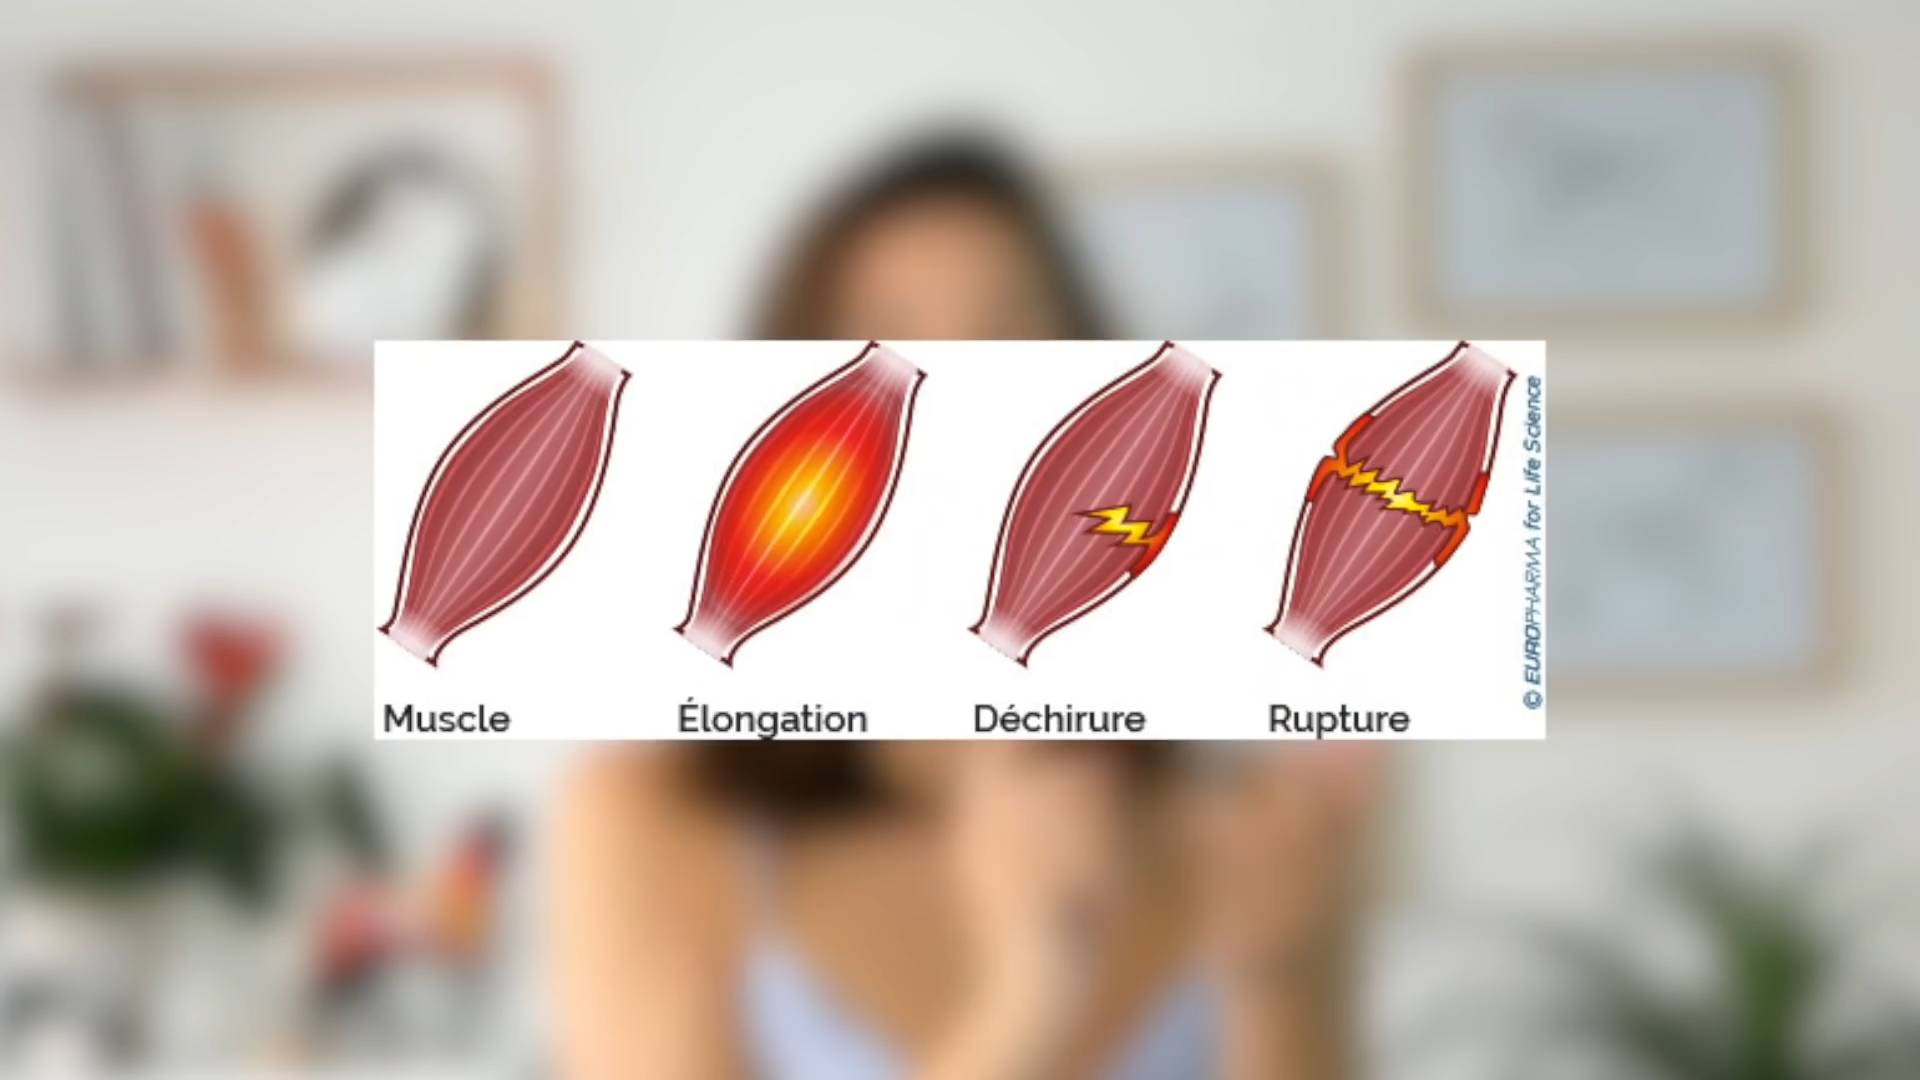 Muscle
Élongation
Déchirure
Rupture
© EUROPHARMA for Life Science